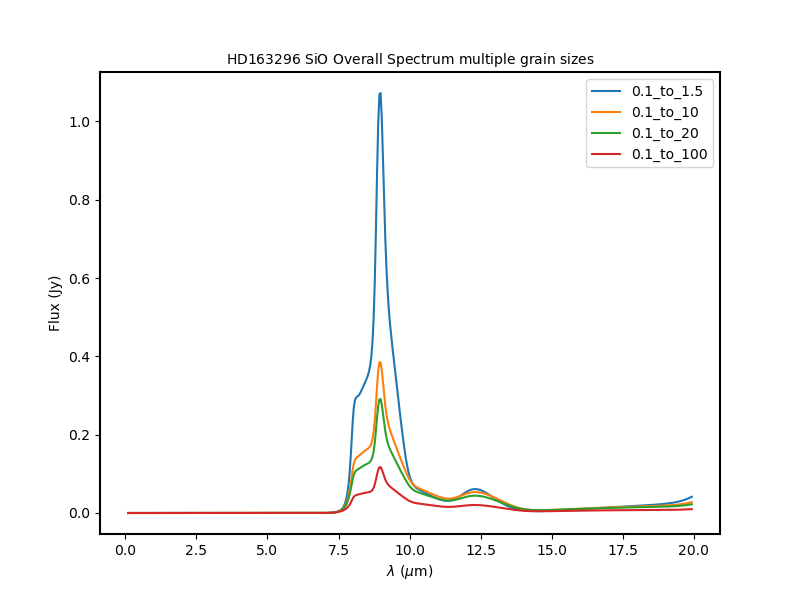 HD163296 SiO Overall Spectrum multiple grain sizes
0.1_to_1.5
0.1_to_10
0.1_to_20
0.1_to_100
Flux (Jy)
1.0
0.8
0.6
0.4
0.2
0.0
0.0 2.5 5.0 7.5 10.0 12.5 15.0 17.5 20.0
λ (μm)